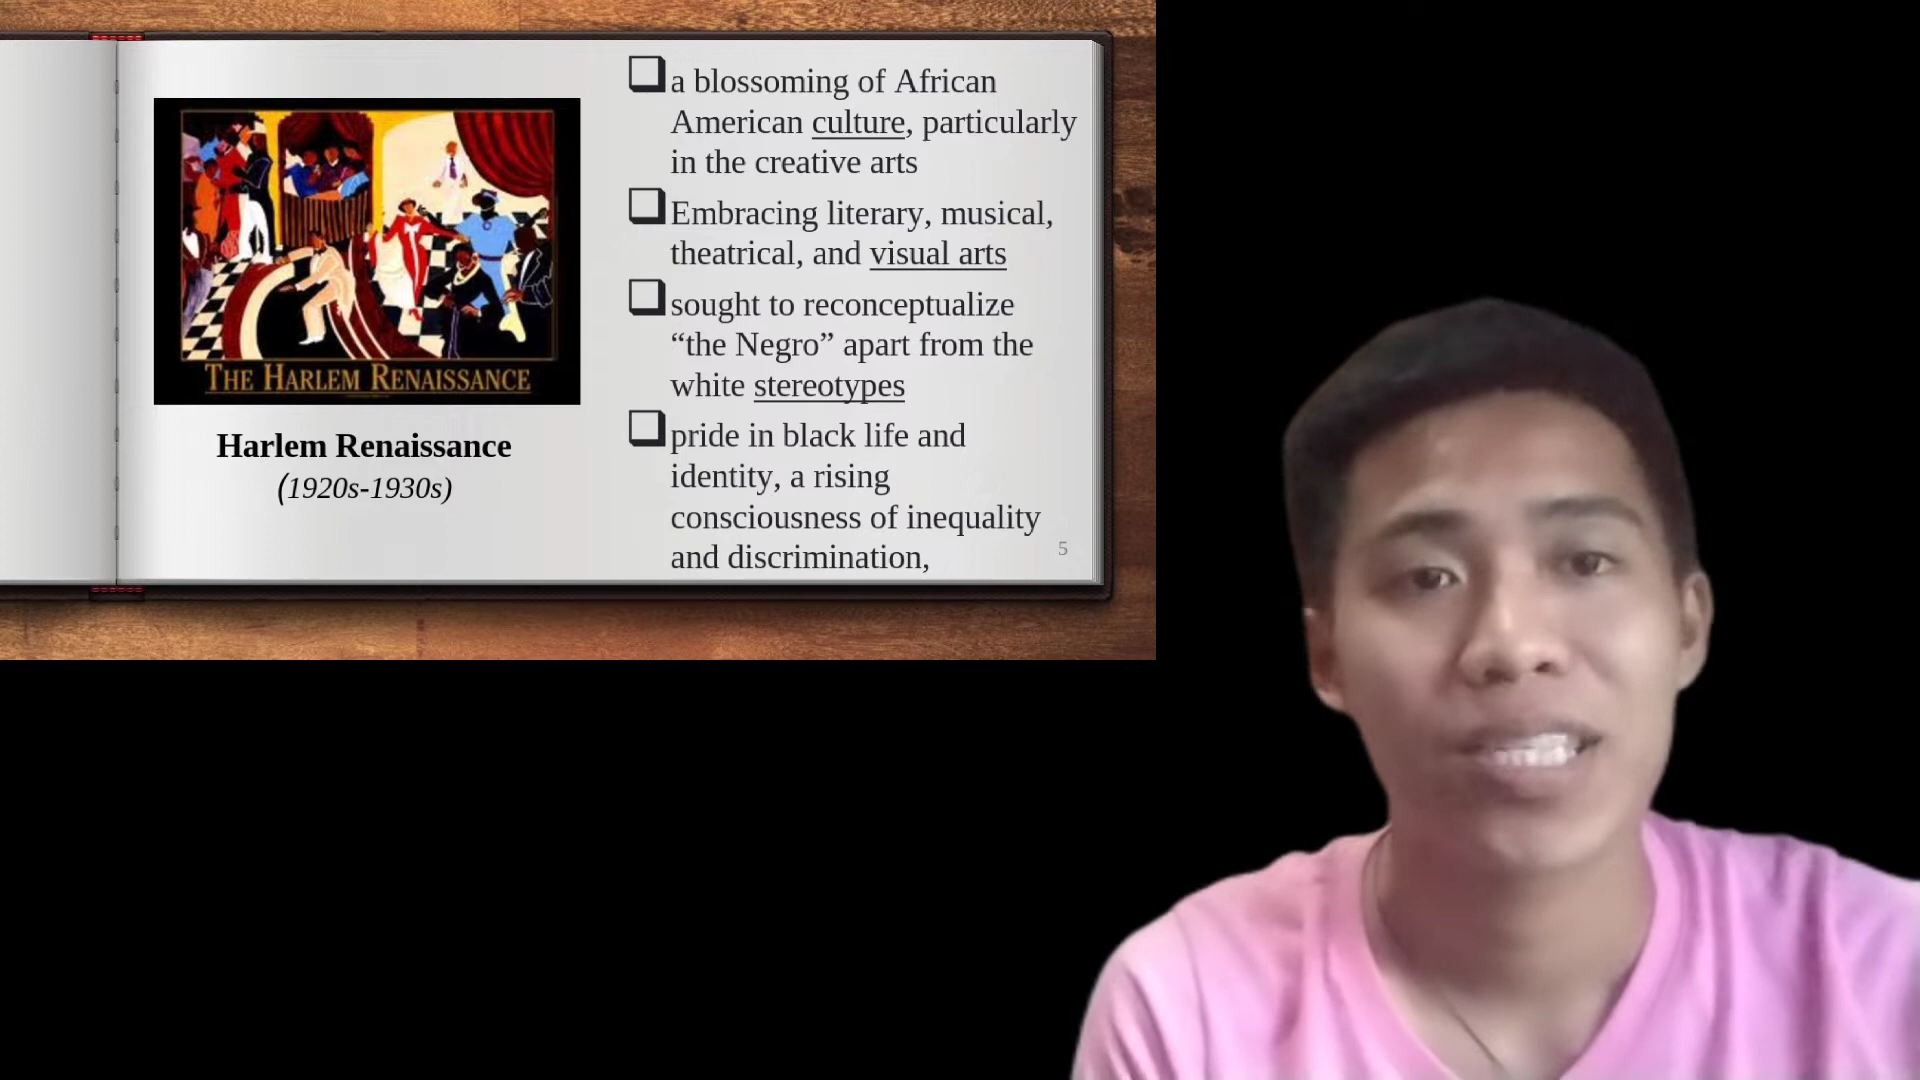 THE HARLEM RENAISSANCE
Harlem Renaissance
(1920s-1930s)
❑a blossoming of African
American culture, particularly
in the creative arts
❑Embracing literary, musical,
theatrical, and visual arts
❑sought to reconceptualize
“the Negro” apart from the
white stereotypes
❑pride in black life and
identity, a rising
consciousness of inequality
and discrimination,
5